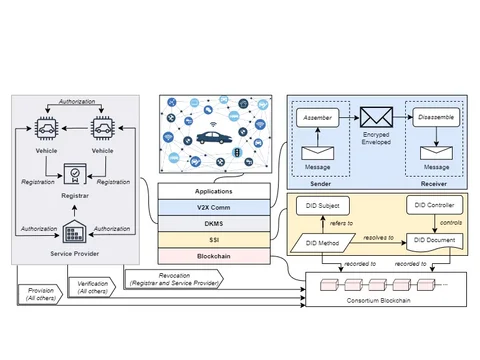 Authorization
Vehicle
Vehicle
Registration
Registration
Registrar
Authorization
Authorization
Service Provider
Applications
V2X Comm
DKMS
SSI
Blockchain
Assember
Encryped
Enveloped
Disassemble
Message
Message
Sender
Receiver
DID Subject
DID Controller
refers to
controls
DID Method
resolves to
DID Document
recorded to
recorded to
Consortium Blockchain
...
Provision
(All others)
Verification
(All others)
Revocation
(Registrar and Service Provider)